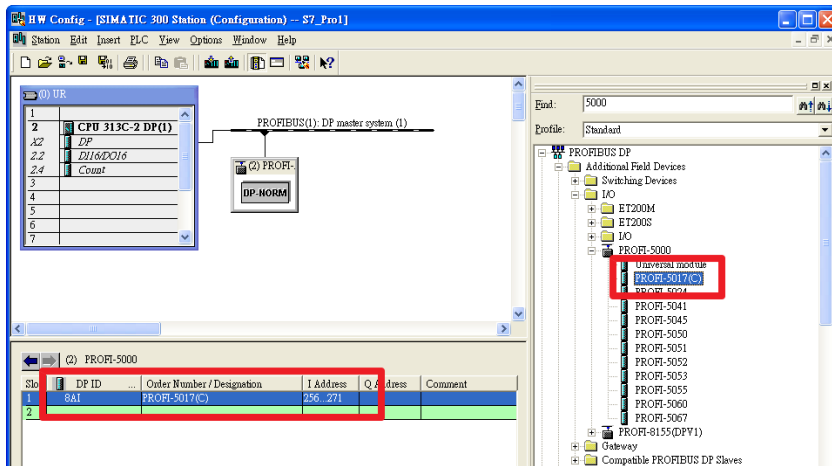 HW Config - [SIMATIC 300 Station (Configuration) -- S7_Pro1]
Station Edit Insert PLC View Options Window Help
(0) UR
1
2 CPU 313C-2 DP(1)
X2 DP
2.2 DI16/DO16
2.4 Count
3
4
5
6
7
PROFIBUS(1): DP master system (1)
(2) PROFI-
DP-NORM
Find: 5000
Profile: Standard
PROFIBUS DP
Additional Field Devices
Switching Devices
I/O
ET200M
ET200S
I/O
PROFI-5000
Universal module
PROFI-5017(C)
PROFI-5024
PROFI-5041
PROFI-5045
PROFI-5050
PROFI-5051
PROFI-5052
PROFI-5053
PROFI-5055
PROFI-5060
PROFI-5067
PROFI-8155(DPV1)
Gateway
Compatible PROFIBUS DP Slaves
(2) PROFI-5000
Slo DP ID ... Order Number / Designation I Address Q Address Comment
1 8AI PROFI-5017(C) 256...271
2